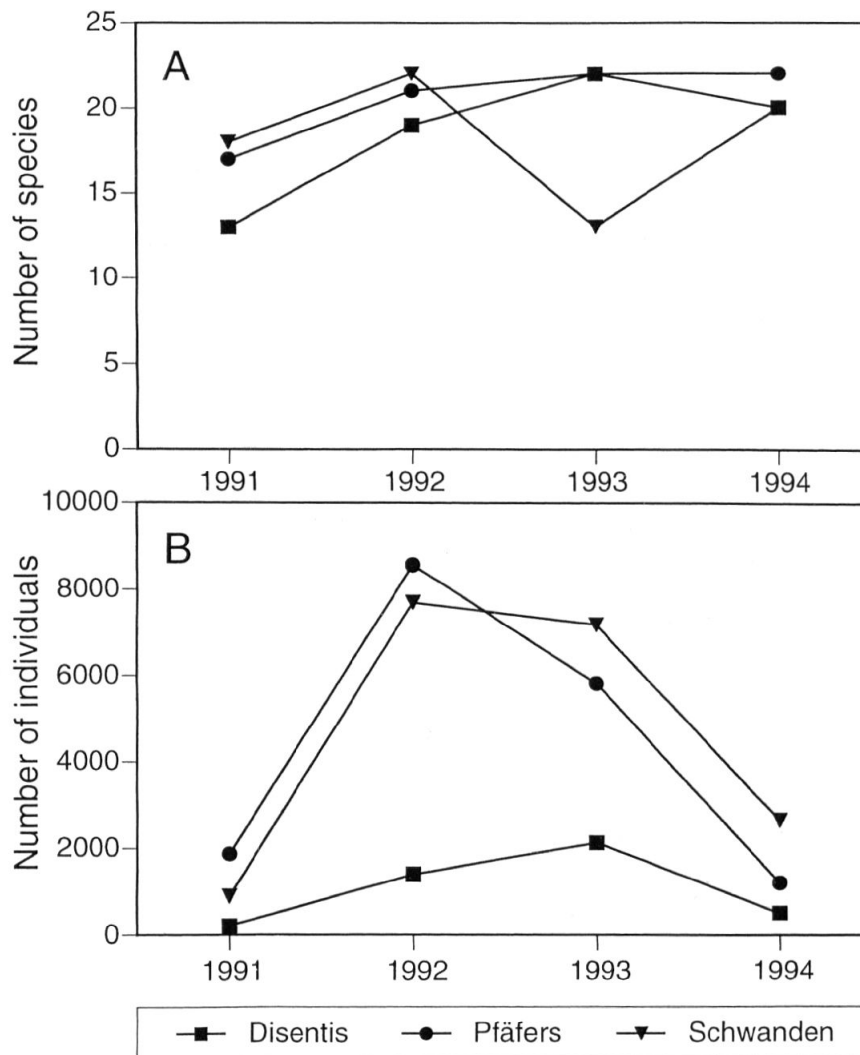 A
Number of species
25
20
15
10
5
0
1991 1992 1993 1994
B
Number of individuals
10000
8000
6000
4000
2000
0
1991 1992 1993 1994
Disentis Pfäfers Schwanden